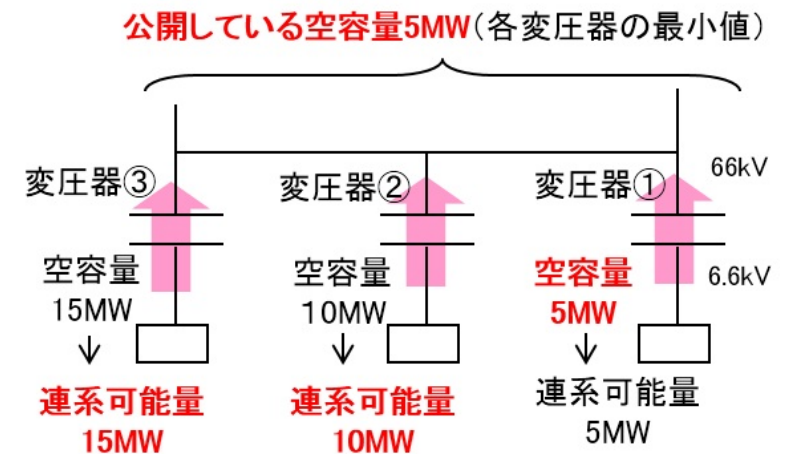 公開している空容量5MW(各変圧器の最小値)
変圧器③
変圧器②
変圧器①
66kV
空容量
15MW
空容量
10MW
空容量
5MW
6.6kV
連系可能量
15MW
連系可能量
10MW
連系可能量
5MW